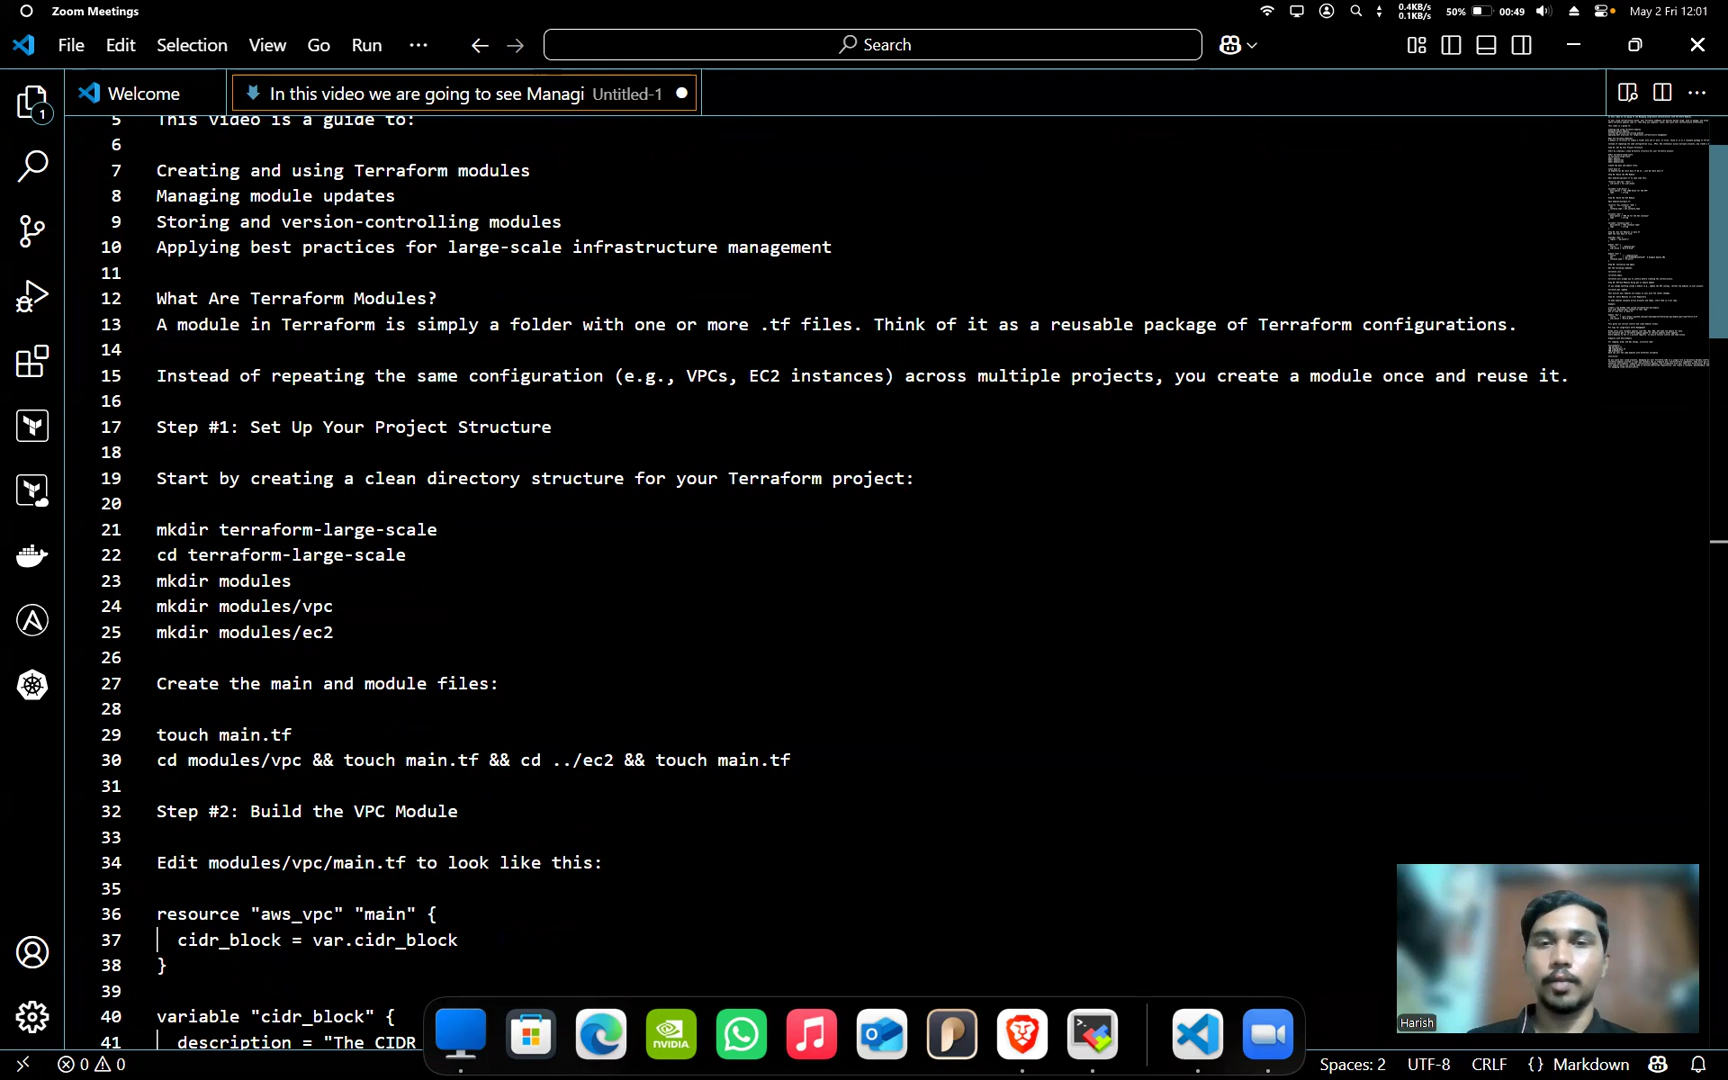 Zoom Meetings
0.4KB/s
0.1KB/s
50%
00:49
May 2 Fri 12:01
File Edit Selection View Go Run ··· Search
Welcome
In this video we are going to see Managi Untitled-1
1
5 This video is a guide to:
6
7 Creating and using Terraform modules
8 Managing module updates
9 Storing and version-controlling modules
10 Applying best practices for large-scale infrastructure management
11
12 What Are Terraform Modules?
13 A module in Terraform is simply a folder with one or more .tf files. Think of it as a reusable package of Terraform configurations.
14
15 Instead of repeating the same configuration (e.g., VPCs, EC2 instances) across multiple projects, you create a module once and reuse it.
16
17 Step #1: Set Up Your Project Structure
18
19 Start by creating a clean directory structure for your Terraform project:
20
21 mkdir terraform-large-scale
22 cd terraform-large-scale
23 mkdir modules
24 mkdir modules/vpc
25 mkdir modules/ec2
26
27 Create the main and module files:
28
29 touch main.tf
30 cd modules/vpc && touch main.tf && cd ../ec2 && touch main.tf
31
32 Step #2: Build the VPC Module
33
34 Edit modules/vpc/main.tf to look like this:
35
36 resource "aws_vpc" "main" {
37 cidr_block = var.cidr_block
38 }
39
40 variable "cidr_block" {
41 description = "The CIDR
NVIDIA
Harish
0 0
Spaces: 2 UTF-8 CRLF {} Markdown